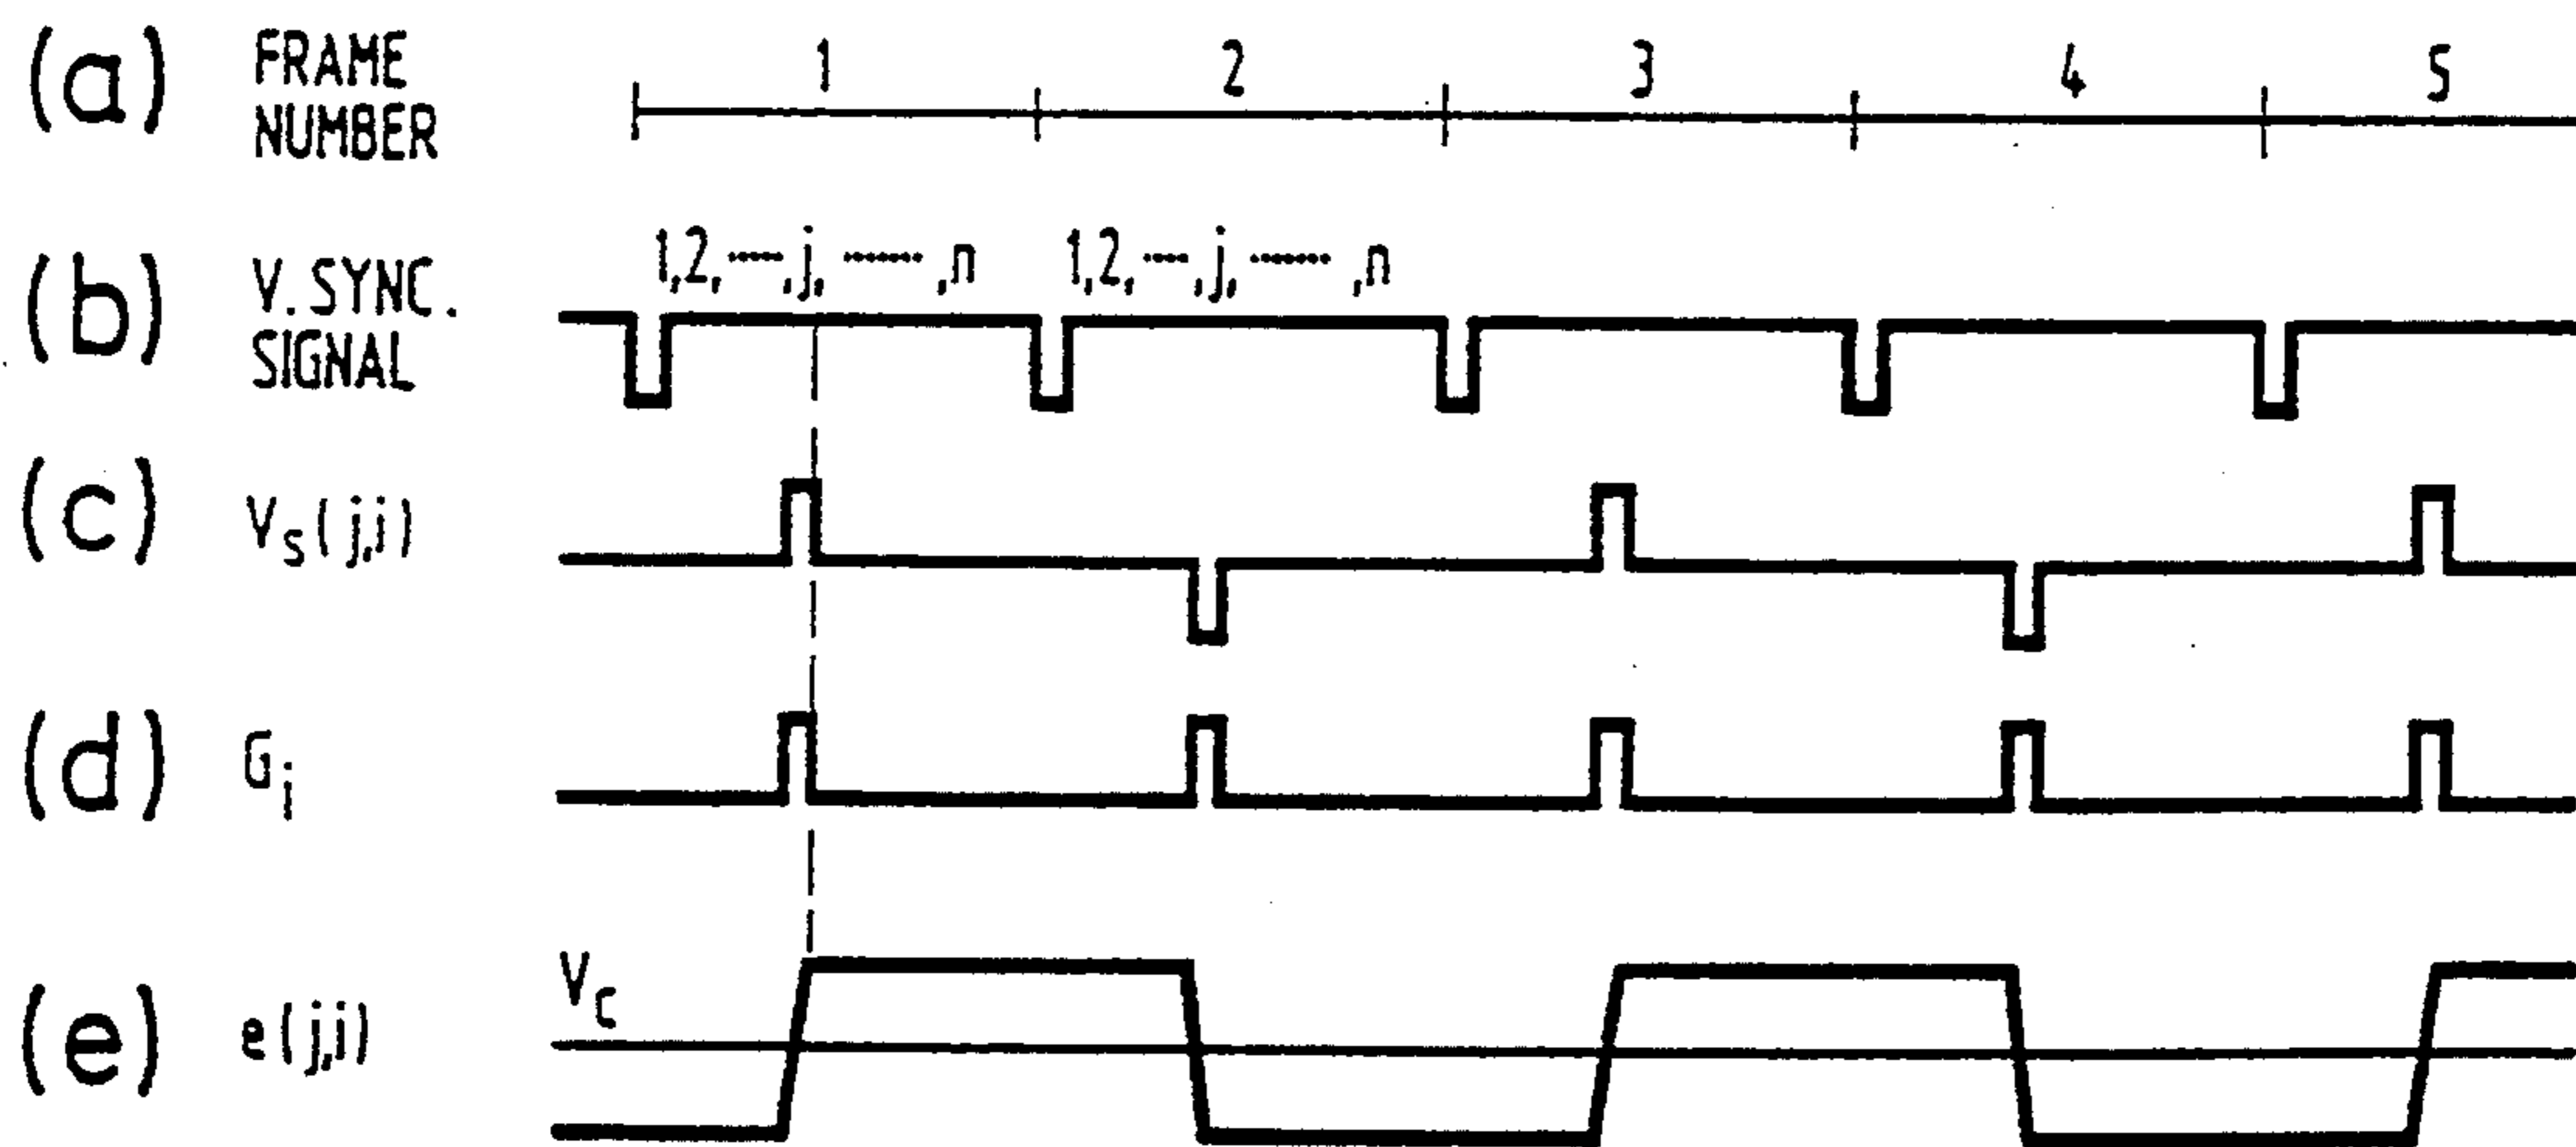 (a) FRAME NUMBER 1 2 3 4 5
(b) V. SYNC. SIGNAL 1,2,----,j,-------,n 1,2,----,j,-------,n
(c) Vs(j,i)
(d) Gi
(e) e(j,i) Vc